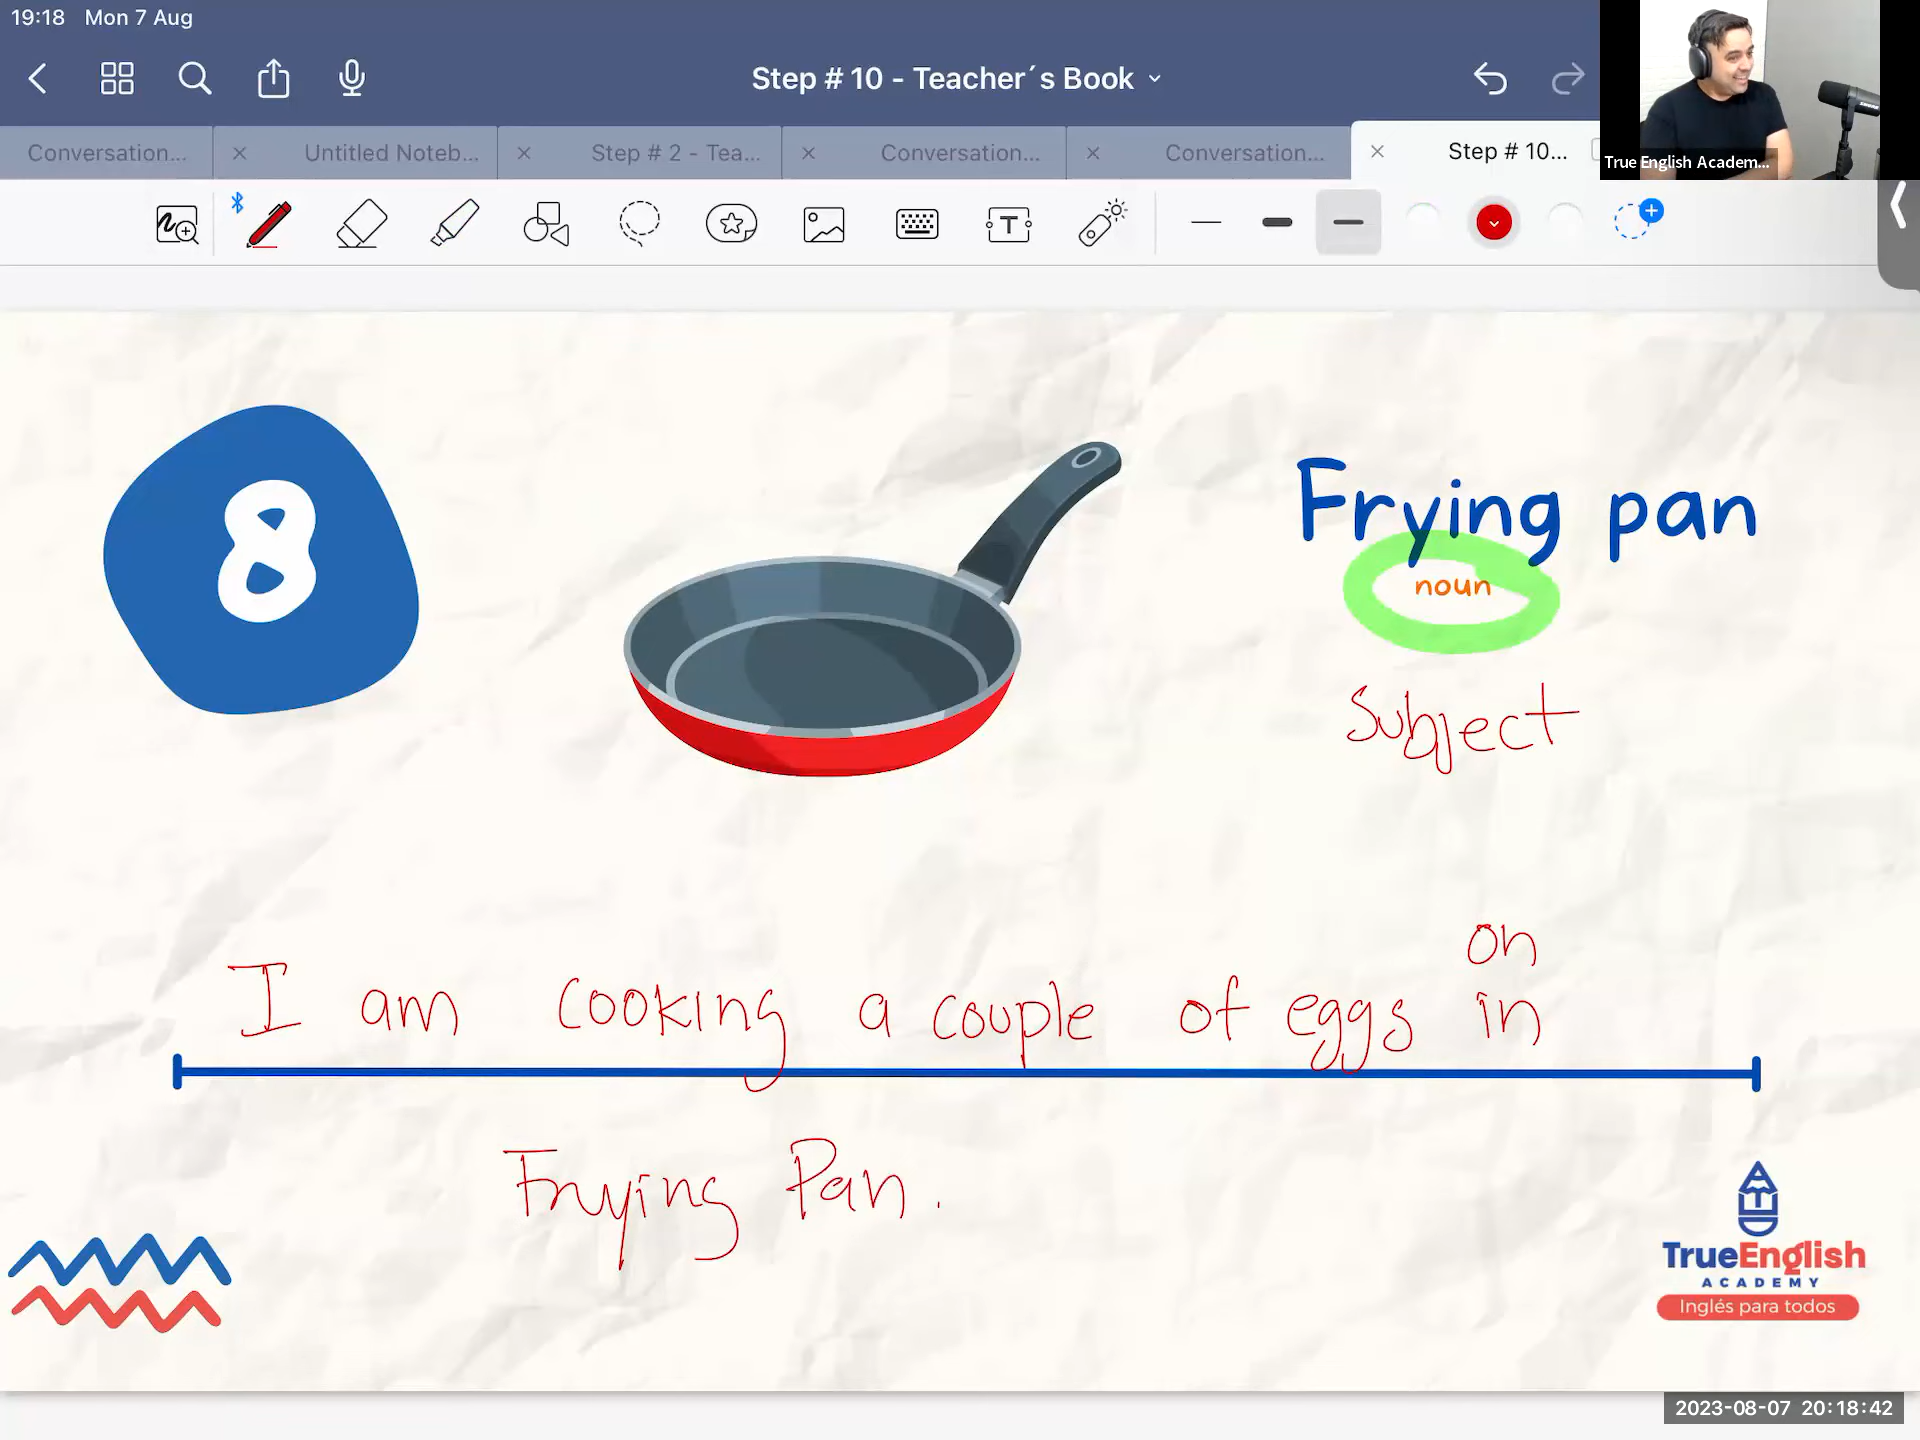 19:18 Mon 7 Aug
Step # 10 - Teacher´s Book
Conversation...
Untitled Noteb...
Step # 2 - Tea...
Conversation...
Conversation...
Step # 10...
True English Academ...
T
8
Frying pan
noun
Subject
on
I am cooking a couple of eggs in
Frying Pan.
TrueEnglish
ACADEMY
Inglés para todos
2023-08-07 20:18:42